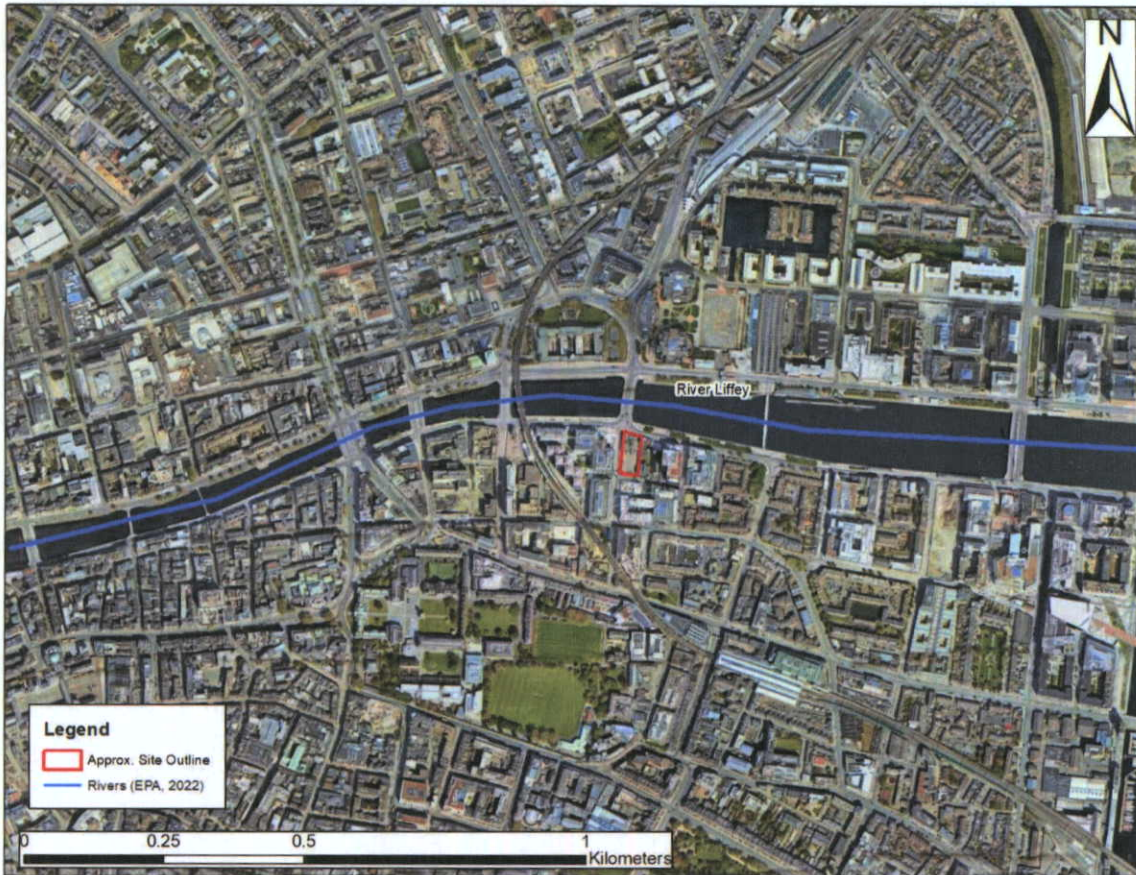 N
River Liffey
Legend
Approx. Site Outline
Rivers (EPA, 2022)
0 0.25 0.5 1
Kilometers